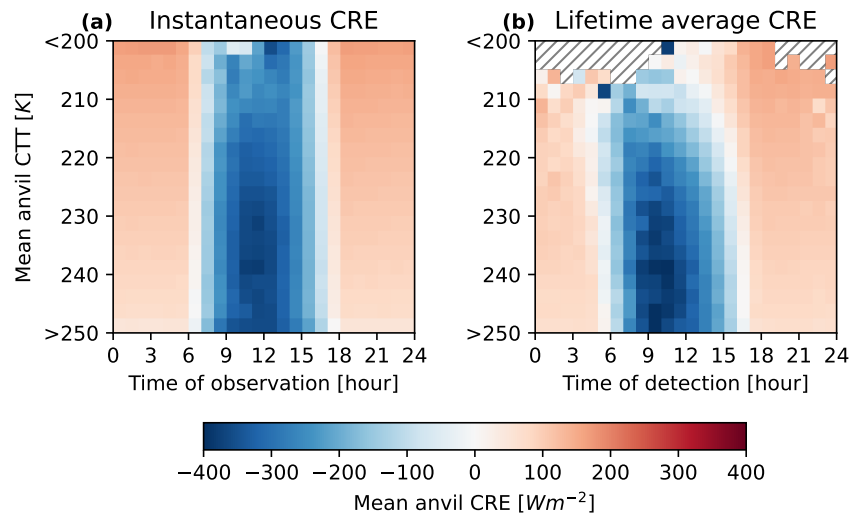 (a) Instantaneous CRE
(b) Lifetime average CRE
Mean anvil CTT [K]
<200
210
220
230
240
>250
<200
210
220
230
240
>250
0 3 6 9 12 15 18 21 24
0 3 6 9 12 15 18 21 24
Time of observation [hour]
Time of detection [hour]
−400 −300 −200 −100 0 100 200 300 400
Mean anvil CRE [Wm⁻²]